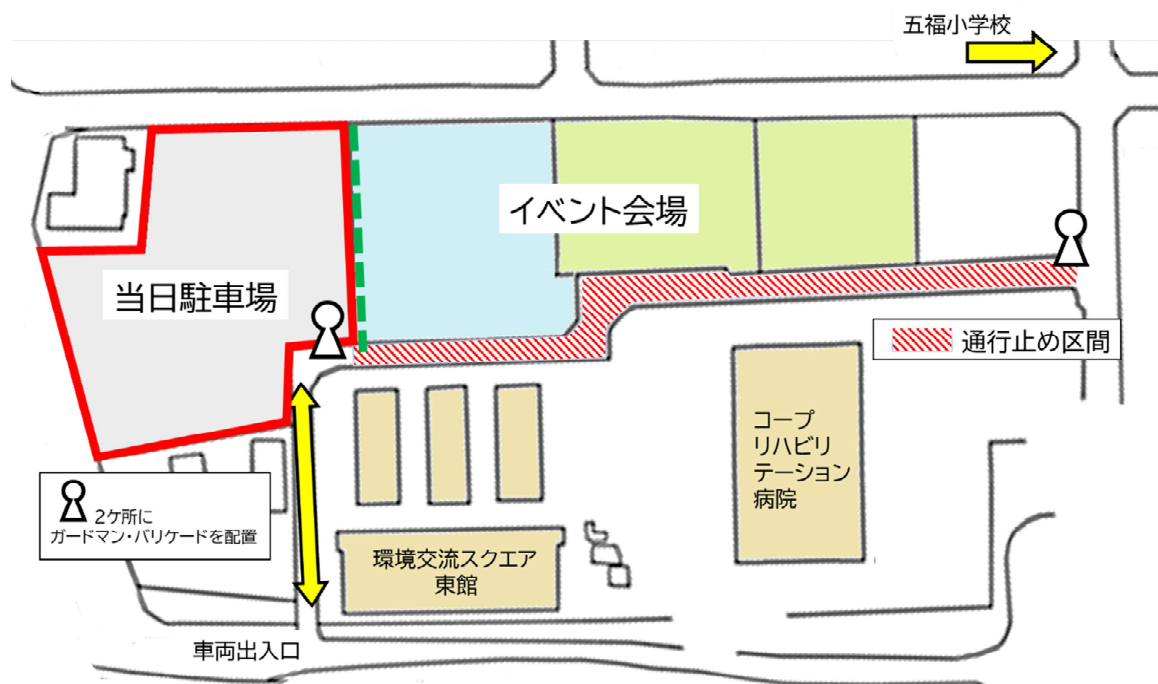 五福小学校
イベント会場
当日駐車場
通行止め区間
コープ
リハビリ
テーション
病院
2ケ所に
ガードマン・バリケードを配置
環境交流スクエア
東館
車両出入口